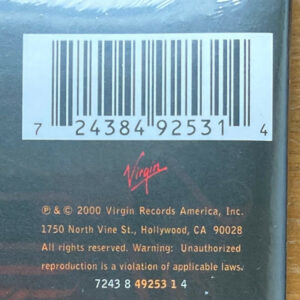 7 24384 92531 4
Virgin
℗ & © 2000 Virgin Records America, Inc.
1750 North Vine St., Hollywood, CA 90028
All rights reserved. Warning: Unauthorized
reproduction is a violation of applicable laws.
7243 8 49253 1 4